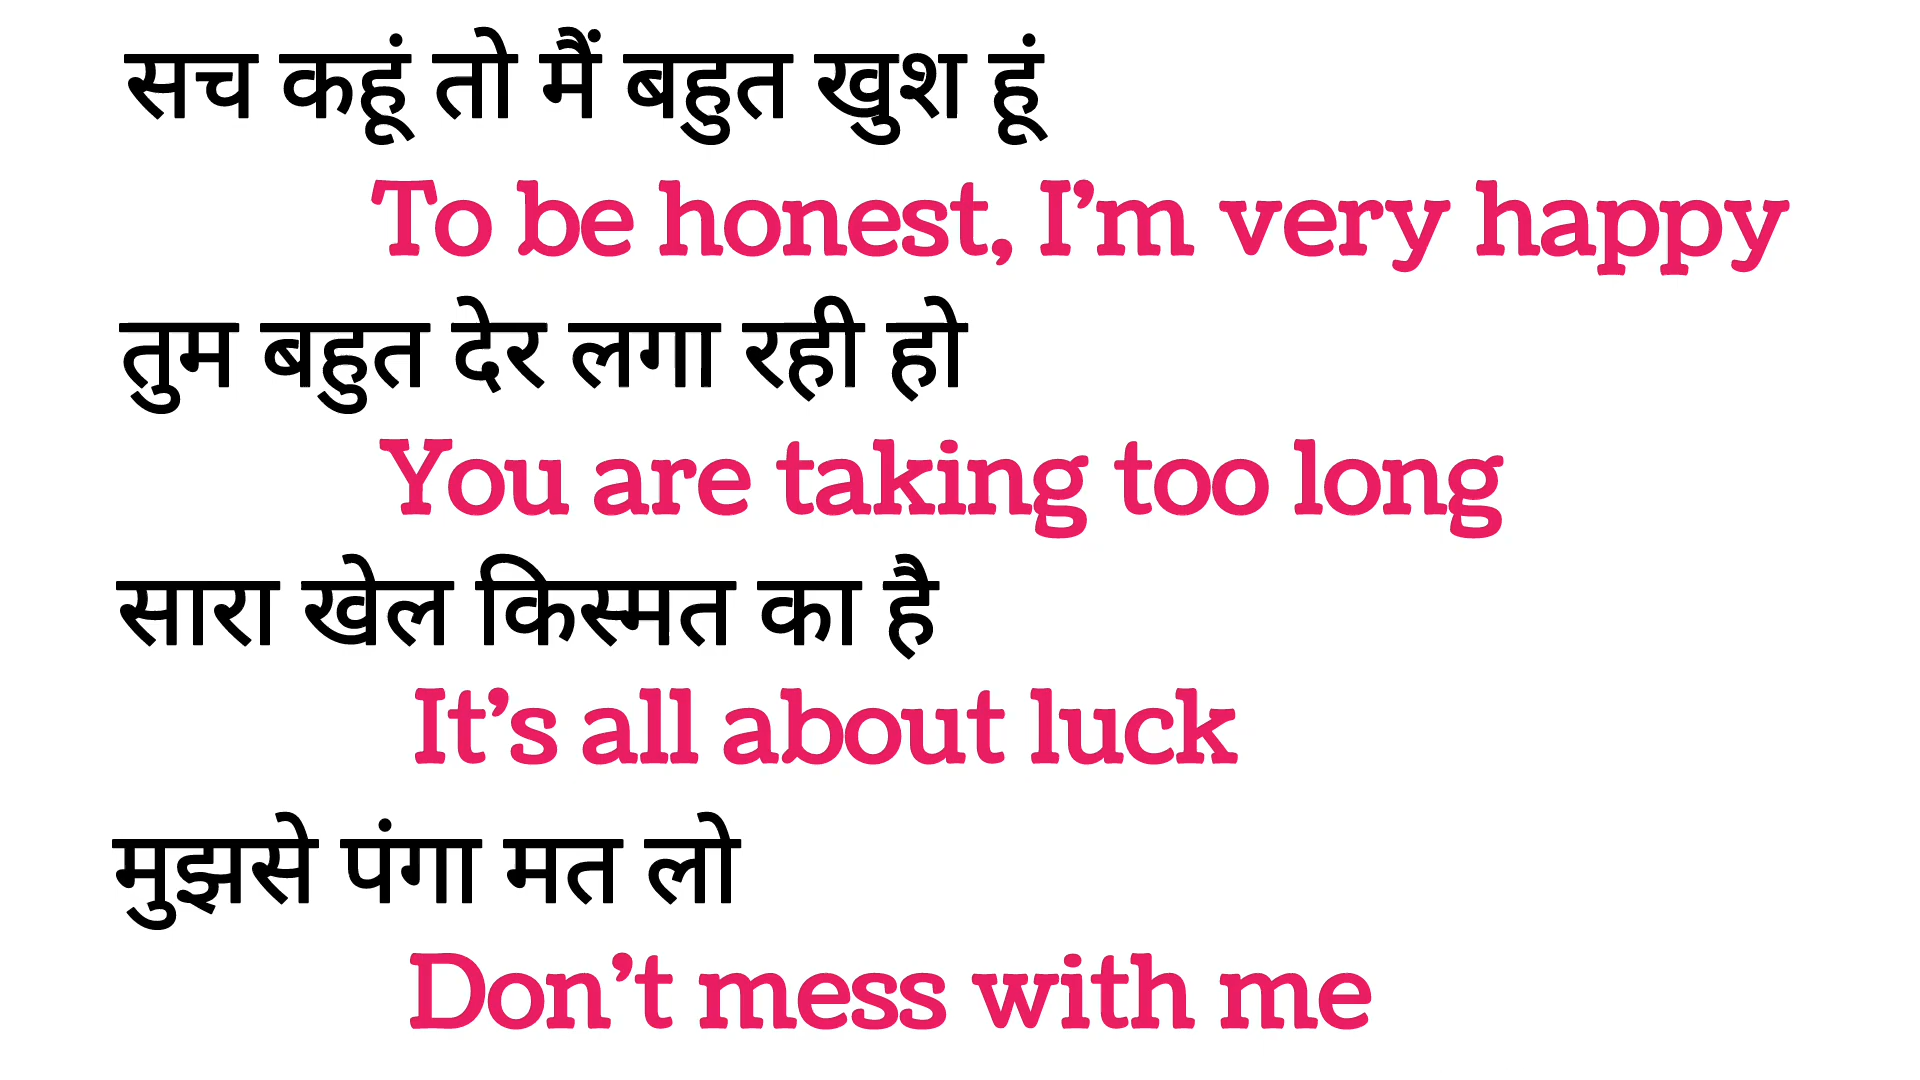 सच कहूं तो मैं बहुत खुश हूं
To be honest, I’m very happy
तुम बहुत देर लगा रही हो
You are taking too long
सारा खेल किस्मत का है
It’s all about luck
मुझसे पंगा मत लो
Don’t mess with me